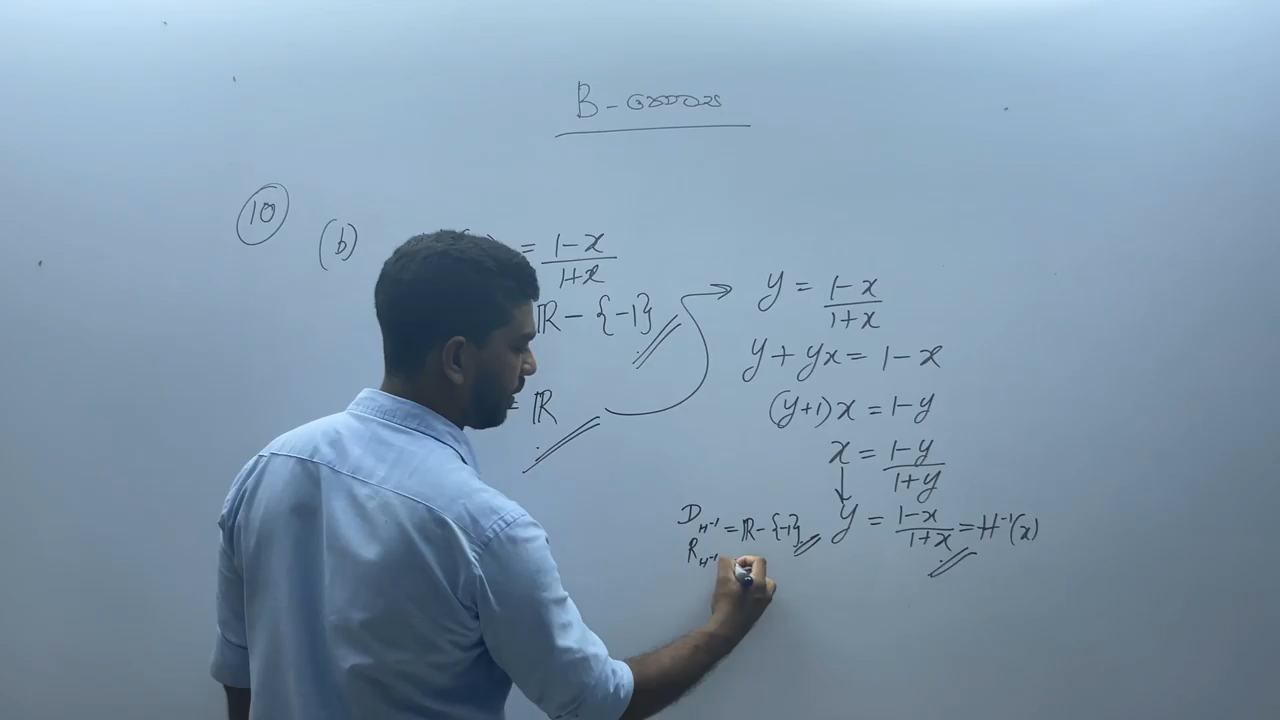 B-කොටස
10
(b) = 1-x / 1+x
ℝ - {-1}
= ℝ
y = 1-x / 1+x
y + yx = 1 - x
(y+1)x = 1-y
x = 1-y / 1+y
y = 1-x / 1+x = H⁻¹(x)
D_H⁻¹ = ℝ - {-1}
R_H⁻¹